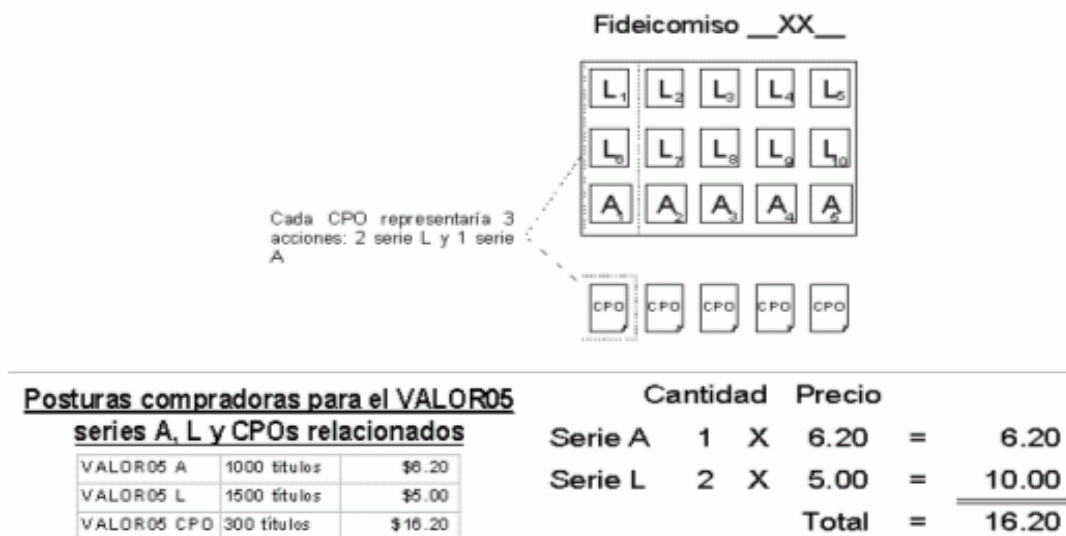 Fideicomiso __XX__
L1 L2 L3 L4 L5
L6 L7 L8 L9 L10
A1 A2 A3 A4 A5
Cada CPO representaría 3
acciones: 2 serie L y 1 serie
A
CPO CPO CPO CPO CPO
Posturas compradoras para el VALOR05
series A, L y CPOs relacionados
VALOR05 A 1000 títulos $6.20
VALOR05 L 1500 títulos $5.00
VALOR05 CPO 300 títulos $16.20
Cantidad Precio
Serie A 1 X 6.20 = 6.20
Serie L 2 X 5.00 = 10.00
Total = 16.20